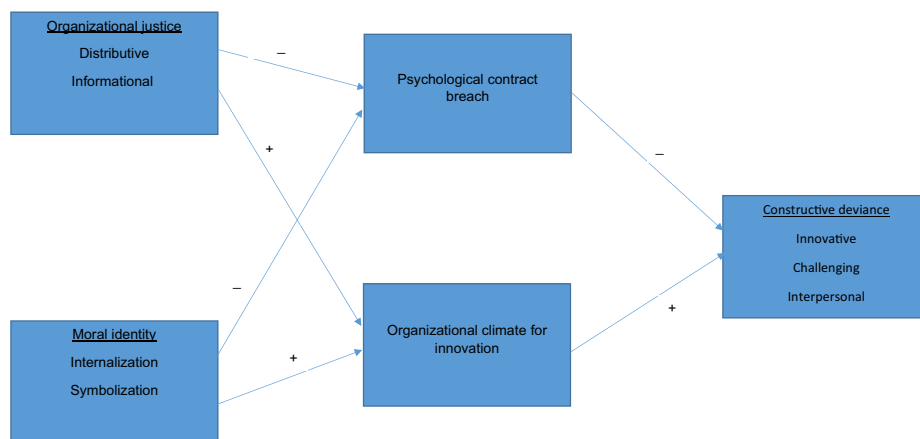 Organizational justice
Distributive
Informational
–
Psychological contract
breach
+
–
Constructive deviance
Innovative
Challenging
Interpersonal
–
Moral identity
Internalization
Symbolization
+
Organizational climate for
innovation
+